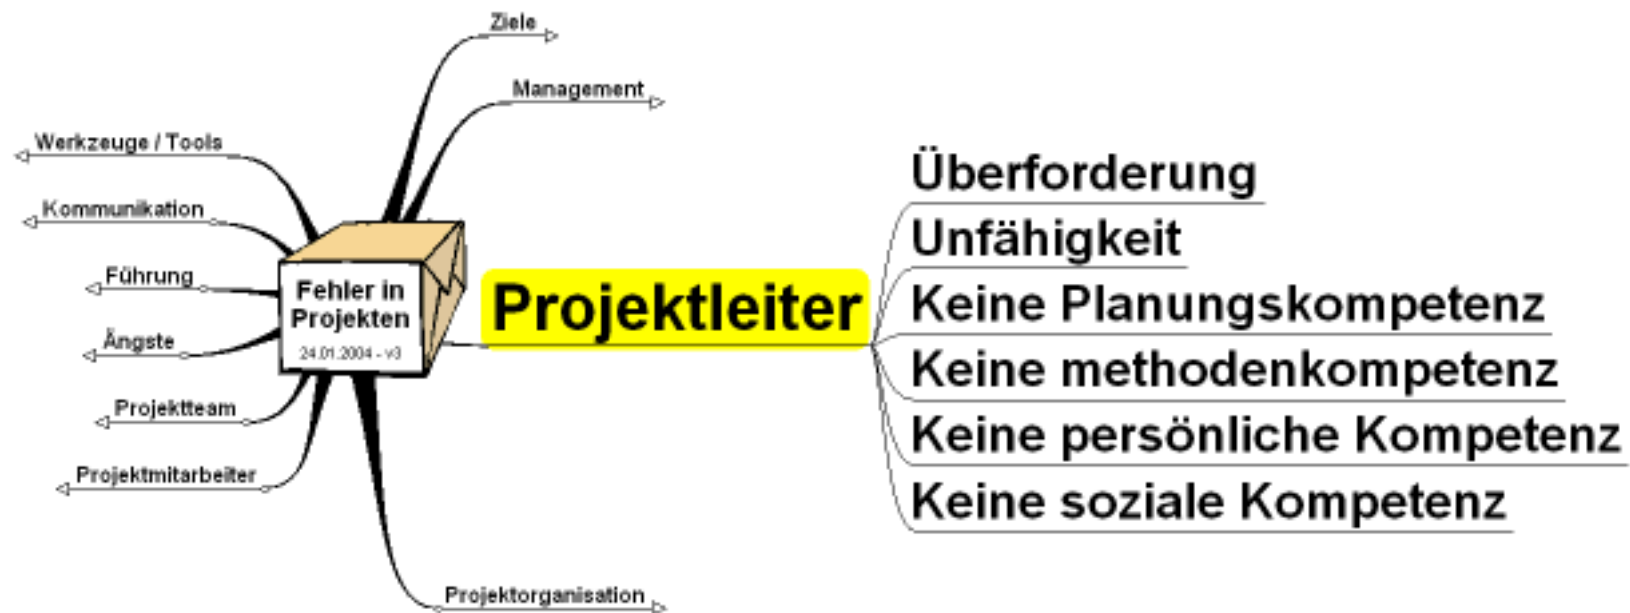 Ziele
Management
Werkzeuge / Tools
Kommunikation
Führung
Ängste
Projektteam
Projektmitarbeiter
Fehler in
Projekten
24.01.2004 - v3
Projektleiter
Überforderung
Unfähigkeit
Keine Planungskompetenz
Keine methodenkompetenz
Keine persönliche Kompetenz
Keine soziale Kompetenz
Projektorganisation